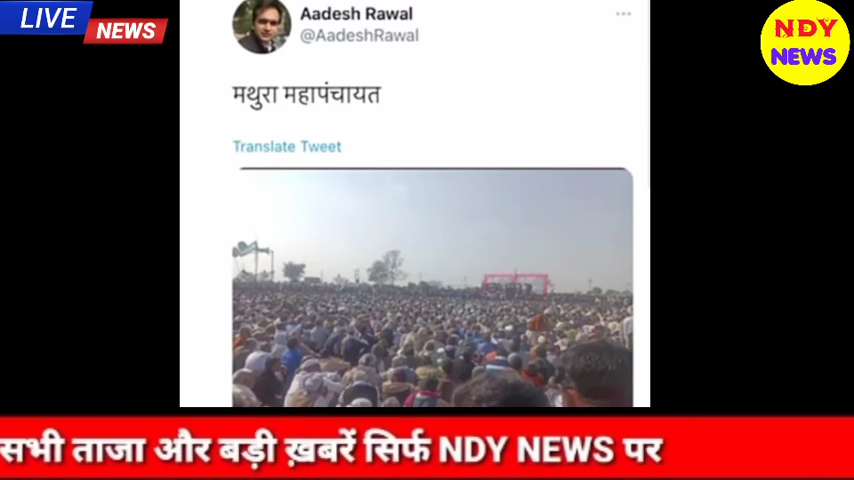 LIVE
NEWS
Aadesh Rawal
@AadeshRawal
मथुरा महापंचायत
Translate Tweet
NDY
NEWS
सभी ताजा और बड़ी ख़बरें सिर्फ NDY NEWS पर